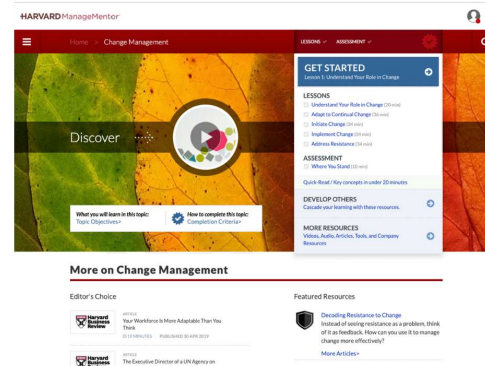 HARVARD ManageMentor
Home > Change Management
LESSONS
ASSESSMENT
GET STARTED
Lesson 1: Understand Your Role in Change
LESSONS
Understand Your Role in Change (20 min)
Adapt to Continual Change (16 min)
Initiate Change (24 min)
Implement Change (24 min)
Address Resistance (24 min)
ASSESSMENT
Where You Stand (10 min)
Quick-Read / Key concepts in under 20 minutes
DEVELOP OTHERS
Cascade your learning with these resources.
MORE RESOURCES
Videos, Audio, Articles, Tools, and Company
Resources
Discover
What you will learn in this topic:
Topic Objectives>
How to complete this topic:
Completion Criteria>
More on Change Management
Editor's Choice
Harvard
Business
Review
ARTICLE
Your Workforce Is More Adaptable Than You
Think
19 MINUTES PUBLISHED 30 APR 2019
Harvard
Business
ARTICLE
The Executive Director of a UN Agency on
Featured Resources
Decoding Resistance to Change
Instead of seeing resistance as a problem, think
of it as feedback. How can you use it to manage
change more effectively?
More Articles>